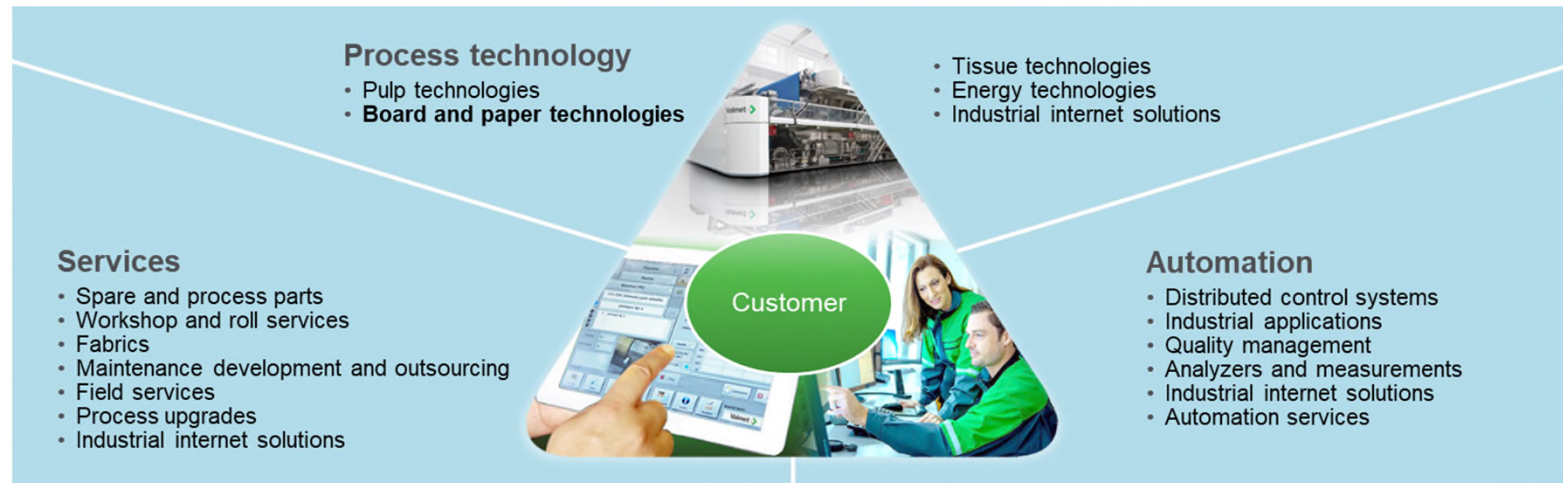 Process technology
• Pulp technologies
• Board and paper technologies
• Tissue technologies
• Energy technologies
• Industrial internet solutions
Valmet
Services
• Spare and process parts
• Workshop and roll services
• Fabrics
• Maintenance development and outsourcing
• Field services
• Process upgrades
• Industrial internet solutions
Customer
Valmet
Automation
• Distributed control systems
• Industrial applications
• Quality management
• Analyzers and measurements
• Industrial internet solutions
• Automation services